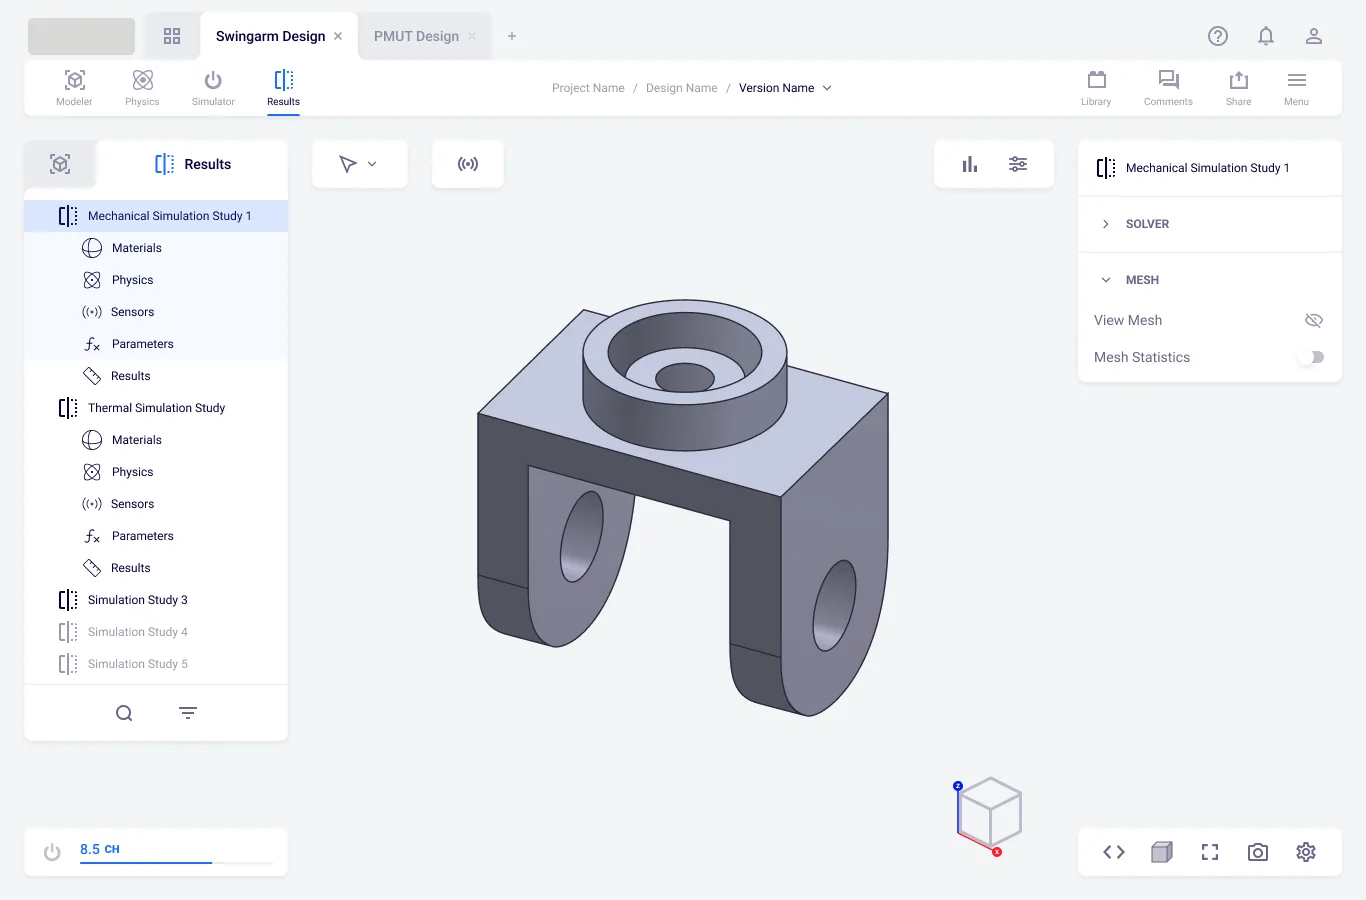 Swingarm Design
PMUT Design
Modeler
Physics
Simulator
Results
Project Name / Design Name / Version Name
Library
Comments
Share
Menu
Results
Mechanical Simulation Study 1
Materials
Physics
Sensors
Parameters
Results
Thermal Simulation Study
Materials
Physics
Sensors
Parameters
Results
Simulation Study 3
Simulation Study 4
Simulation Study 5
Mechanical Simulation Study 1
SOLVER
MESH
View Mesh
Mesh Statistics
8.5 CH
Z
X